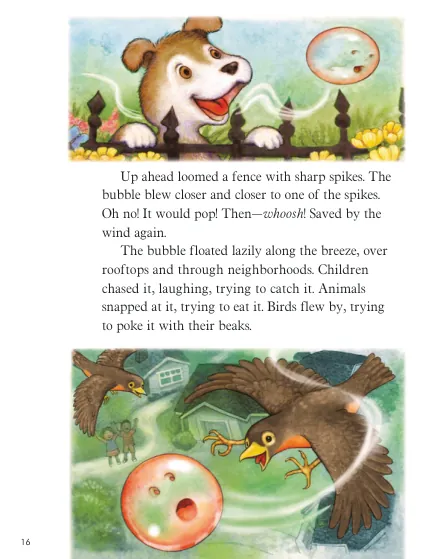 Up ahead loomed a fence with sharp spikes. The
bubble blew closer and closer to one of the spikes.
Oh no! It would pop! Then—whoosh! Saved by the
wind again.
The bubble floated lazily along the breeze, over
rooftops and through neighborhoods. Children
chased it, laughing, trying to catch it. Animals
snapped at it, trying to eat it. Birds flew by, trying
to poke it with their beaks.
16